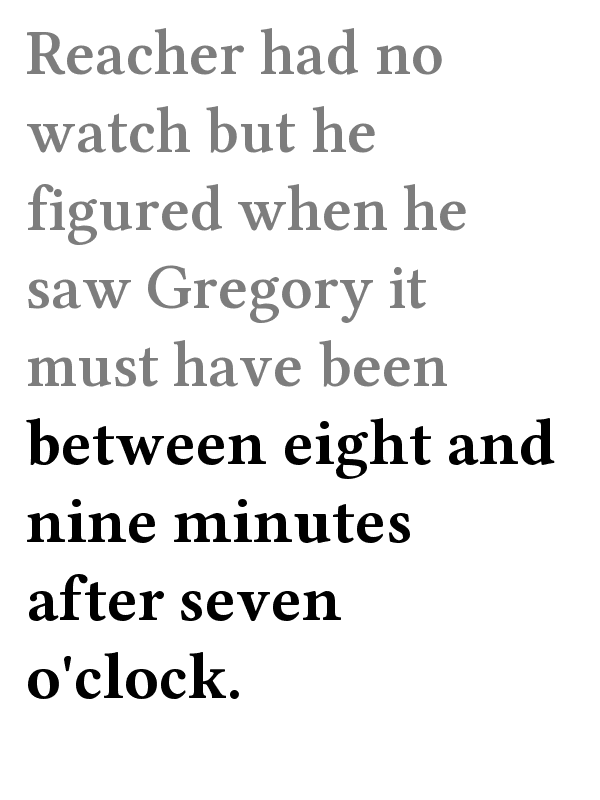 Reacher had no
watch but he
figured when he
saw Gregory it
must have been
between eight and
nine minutes
after seven
o'clock.